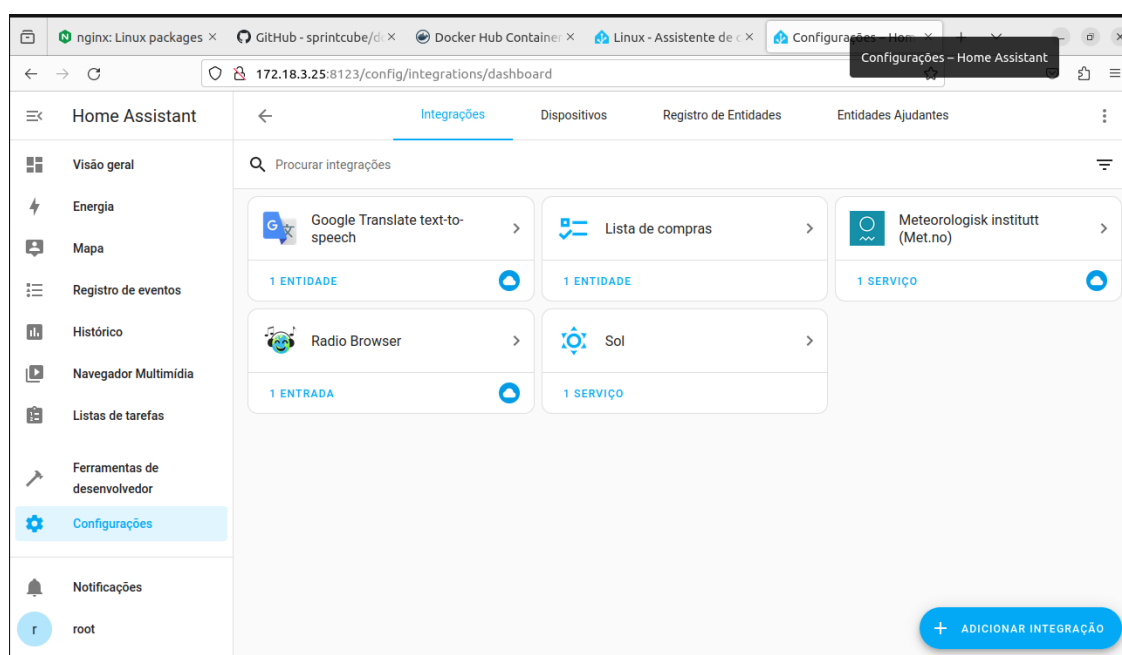 nginx: Linux packages
GitHub - sprintcube/do
Docker Hub Container
Linux - Assistente de c
Configurações – Hom
Configurações – Home Assistant
172.18.3.25:8123/config/integrations/dashboard
Home Assistant
Integrações
Dispositivos
Registro de Entidades
Entidades Ajudantes
Visão geral
Energia
Mapa
Registro de eventos
Histórico
Navegador Multimídia
Listas de tarefas
Ferramentas de
desenvolvedor
Configurações
Notificações
r
root
Procurar integrações
Google Translate text-to-
speech
1 ENTIDADE
Lista de compras
1 ENTIDADE
Meteorologisk institutt
(Met.no)
1 SERVIÇO
Radio Browser
1 ENTRADA
Sol
1 SERVIÇO
+ ADICIONAR INTEGRAÇÃO